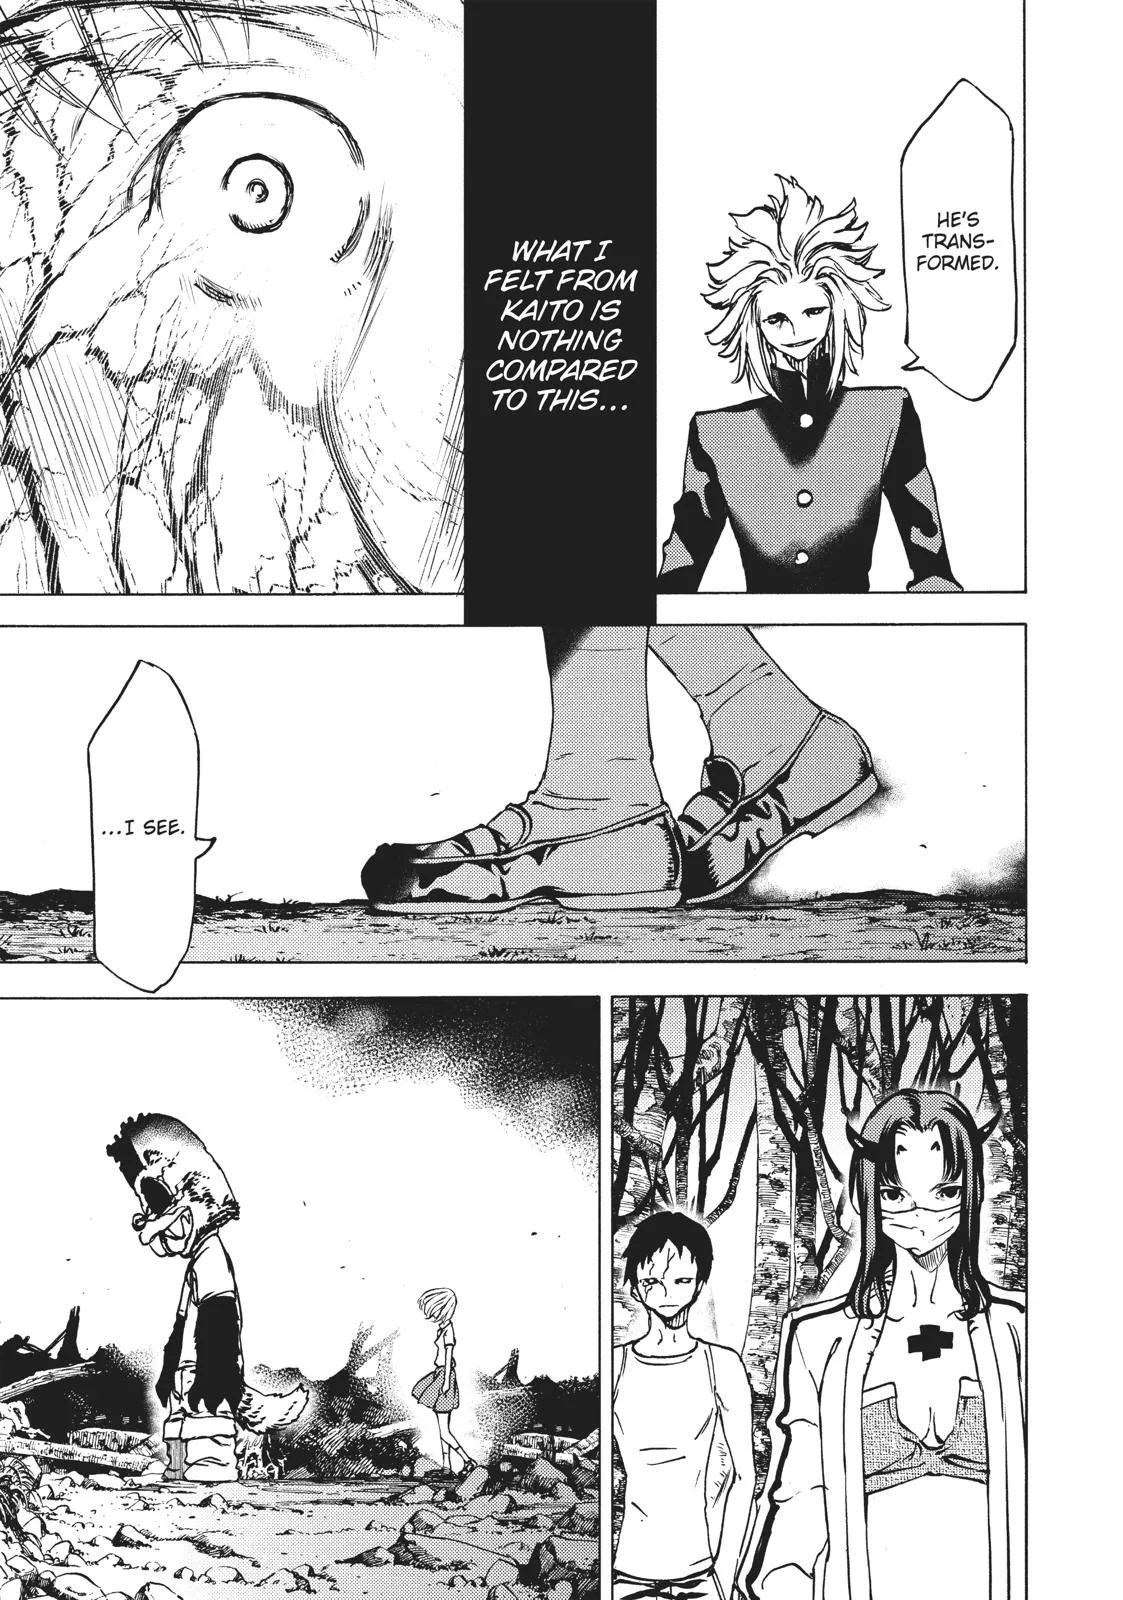 HE'S
TRANS-
FORMED.
WHAT I
FELT FROM
KAITO IS
NOTHING
COMPARED
TO THIS...
...I SEE.